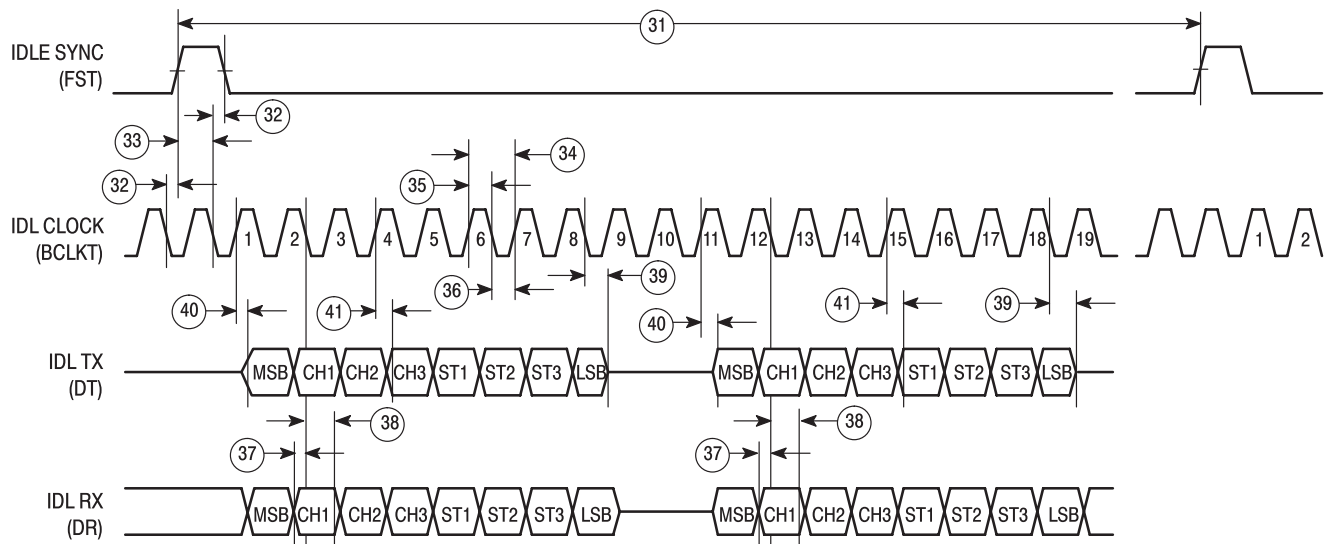 31
IDLE SYNC
(FST)
32
33
34
35
32
IDL CLOCK
(BCLKT)
1 2 3 4 5 6 7 8 9 10 11 12 13 14 15 16 17 18 19 1 2
36
39
40
41
41
39
40
IDL TX
(DT)
MSB CH1 CH2 CH3 ST1 ST2 ST3 LSB MSB CH1 CH2 CH3 ST1 ST2 ST3 LSB
38
38
37
37
IDL RX
(DR)
MSB CH1 CH2 CH3 ST1 ST2 ST3 LSB MSB CH1 CH2 CH3 ST1 ST2 ST3 LSB